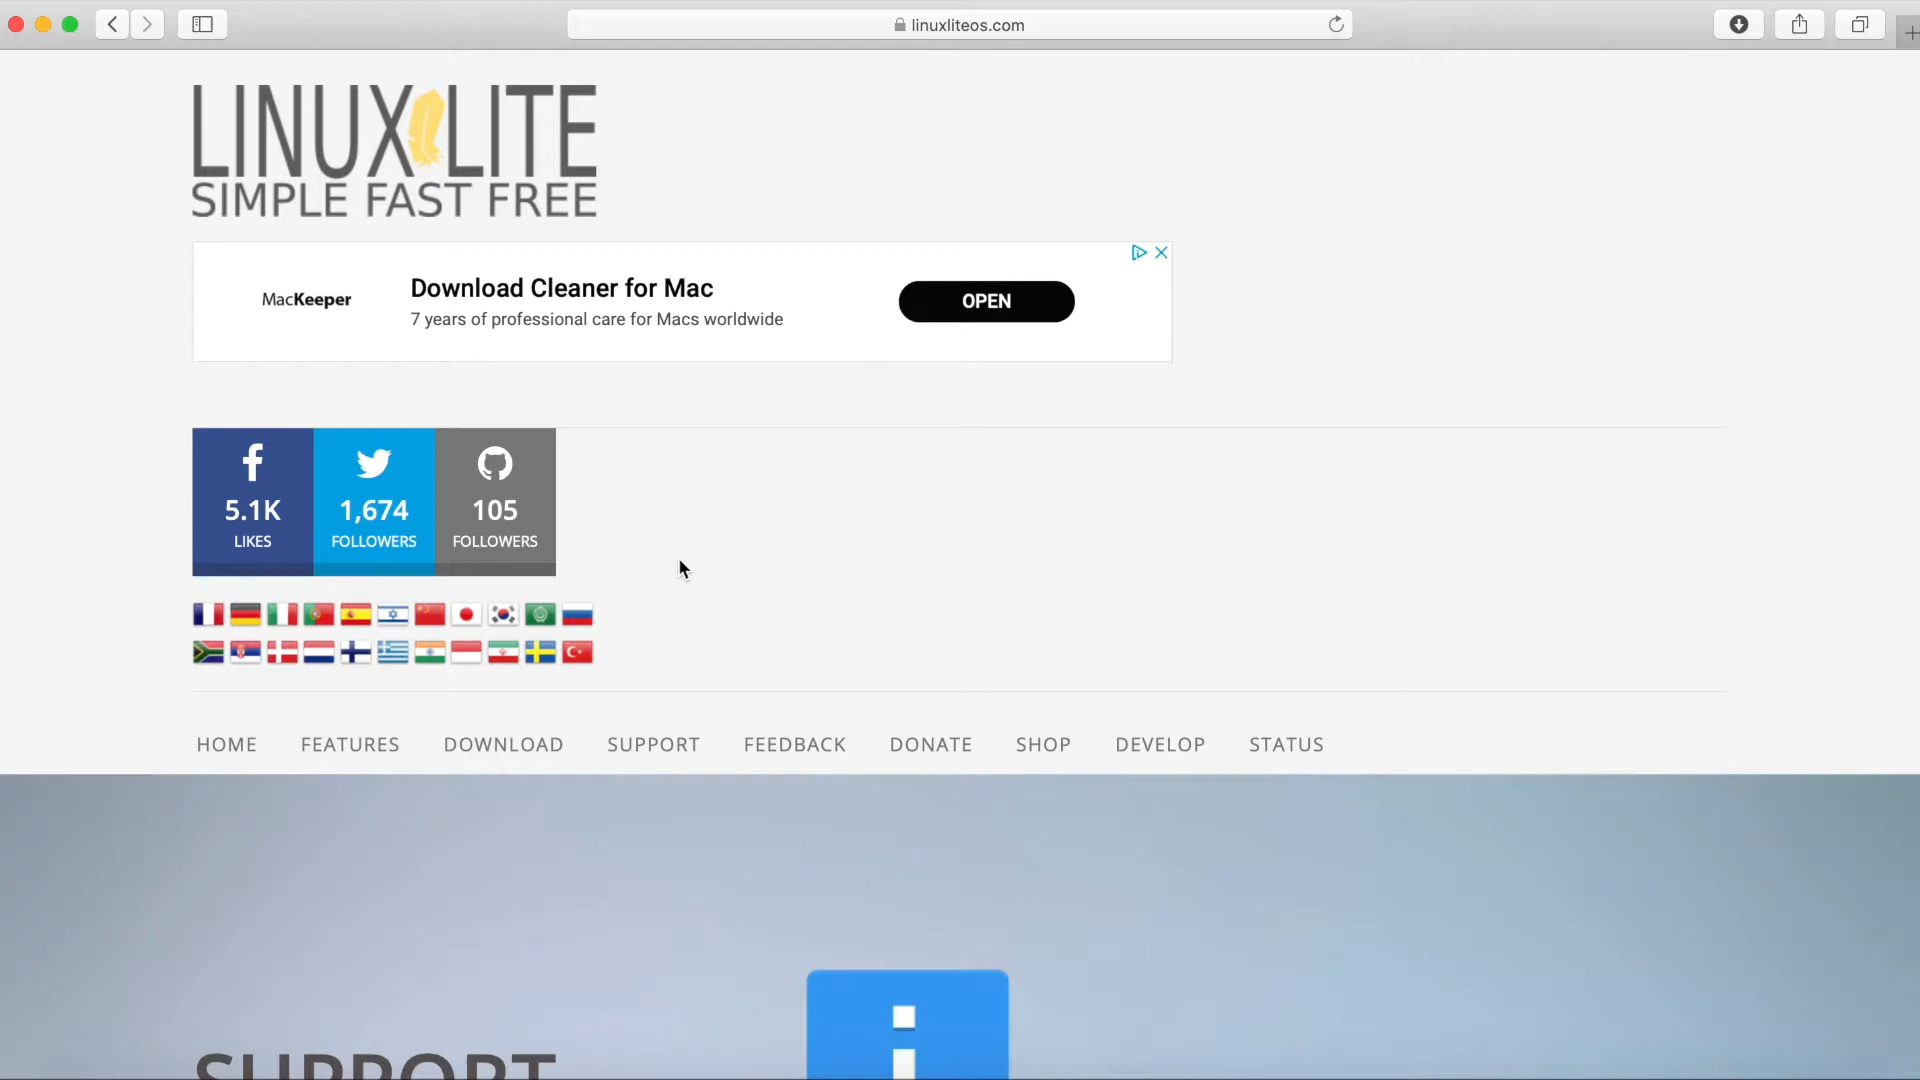 linuxliteos.com
LINUX LITE
SIMPLE FAST FREE
MacKeeper
Download Cleaner for Mac
7 years of professional care for Macs worldwide
OPEN
5.1K
LIKES
1,674
FOLLOWERS
105
FOLLOWERS
HOME FEATURES DOWNLOAD SUPPORT FEEDBACK DONATE SHOP DEVELOP STATUS
SUPPORT